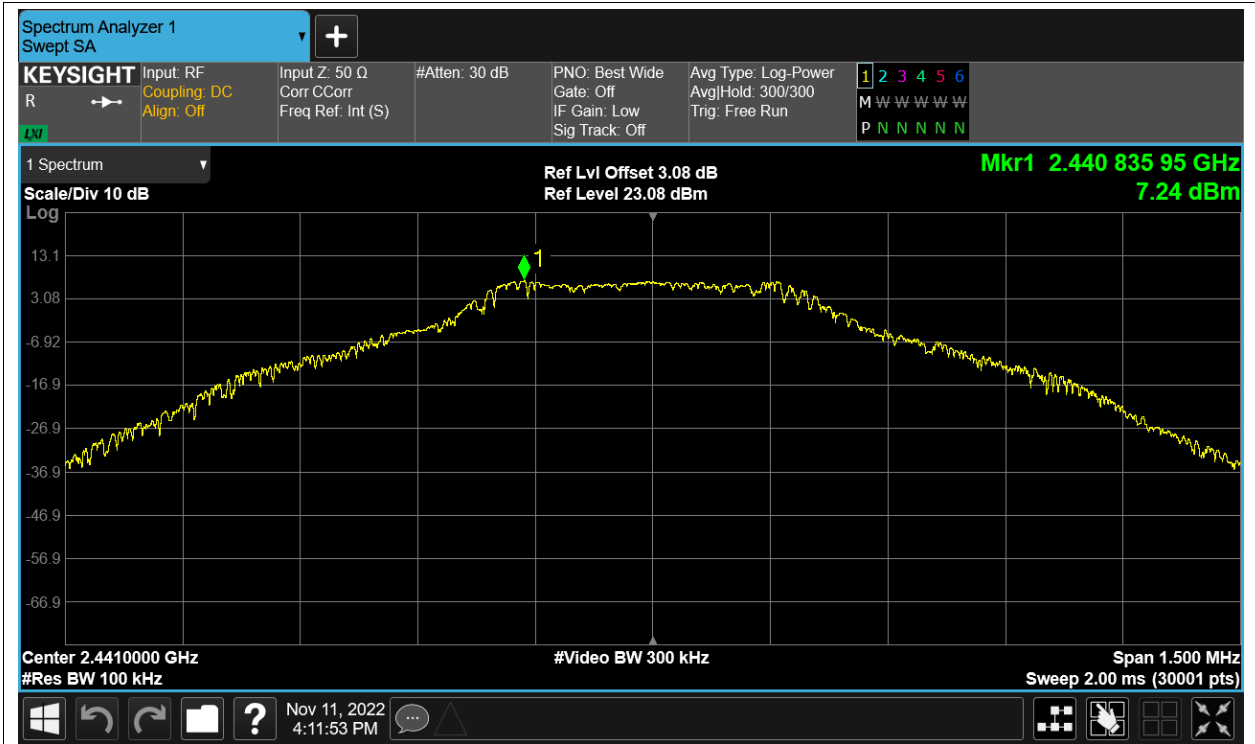 Spectrum Analyzer 1
Swept SA
KEYSIGHT
R
LXI
Input: RF
Coupling: DC
Align: Off
Input Z: 50 Ω
Corr CCorr
Freq Ref: Int (S)
#Atten: 30 dB
PNO: Best Wide
Gate: Off
IF Gain: Low
Sig Track: Off
Avg Type: Log-Power
Avg|Hold: 300/300
Trig: Free Run
1 2 3 4 5 6
M W W W W W
P N N N N N
1 Spectrum
Scale/Div 10 dB
Log
Ref Lvl Offset 3.08 dB
Ref Level 23.08 dBm
Mkr1 2.440 835 95 GHz
7.24 dBm
1
13.1
3.08
-6.92
-16.9
-26.9
-36.9
-46.9
-56.9
-66.9
Center 2.4410000 GHz
#Res BW 100 kHz
#Video BW 300 kHz
Span 1.500 MHz
Sweep 2.00 ms (30001 pts)
?
Nov 11, 2022
4:11:53 PM